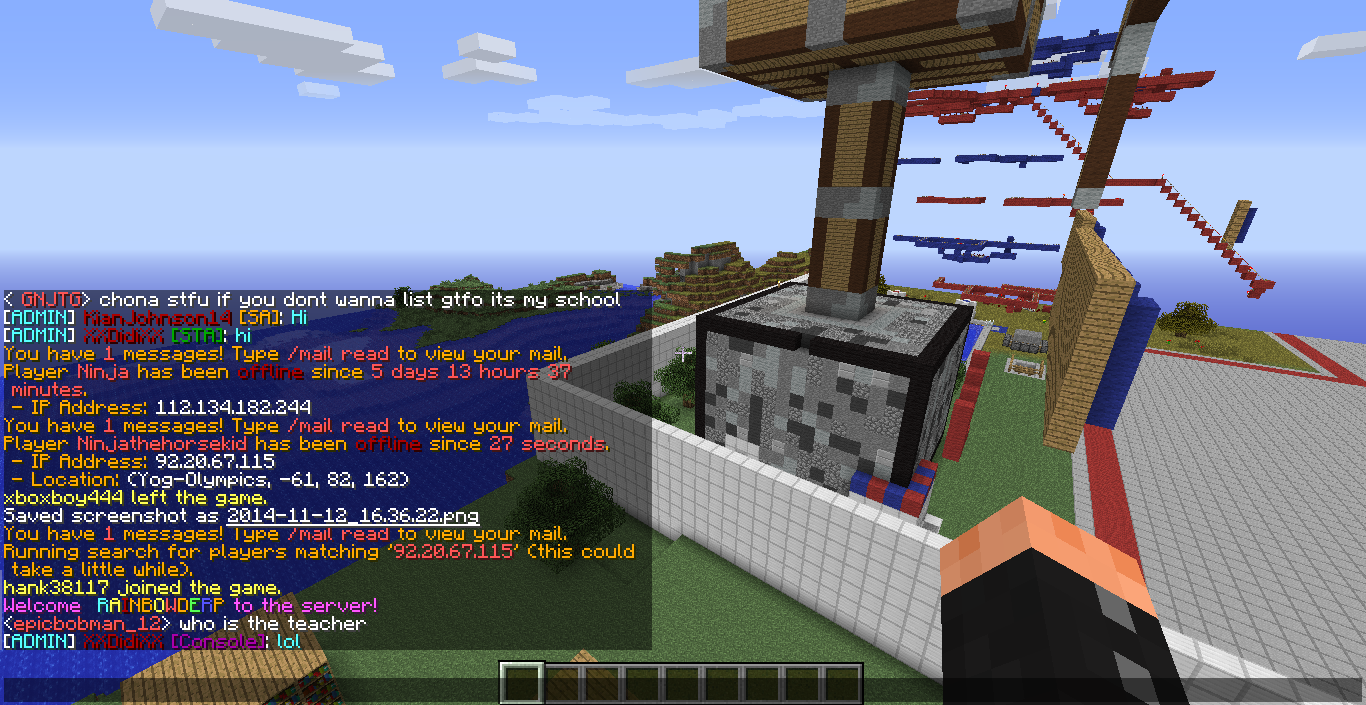 < GNJTG> chona stfu if you dont wanna list gtfo its my school
[ADMIN] KianJohnson14 [SA]: Hi
[ADMIN] XXDidiXX [STA]: hi
You have 1 messages! Type /mail read to view your mail.
Player Ninja has been offline since 5 days 13 hours 37
minutes.
- IP Address: 112.134.182.244
You have 1 messages! Type /mail read to view your mail.
Player Ninjathehorsekid has been offline since 27 seconds.
- IP Address: 92.20.67.115
- Location: (Yog-Olympics, -61, 82, 162)
xboxboy444 left the game.
Saved screenshot as 2014-11-12_16.36.22.png
You have 1 messages! Type /mail read to view your mail.
Running search for players matching '92.20.67.115' (this could
take a little while).
hank38117 joined the game.
Welcome RAINBOWDERP to the server!
<epicbobman_12> who is the teacher
[ADMIN] XXDidiXX [Console]: lol